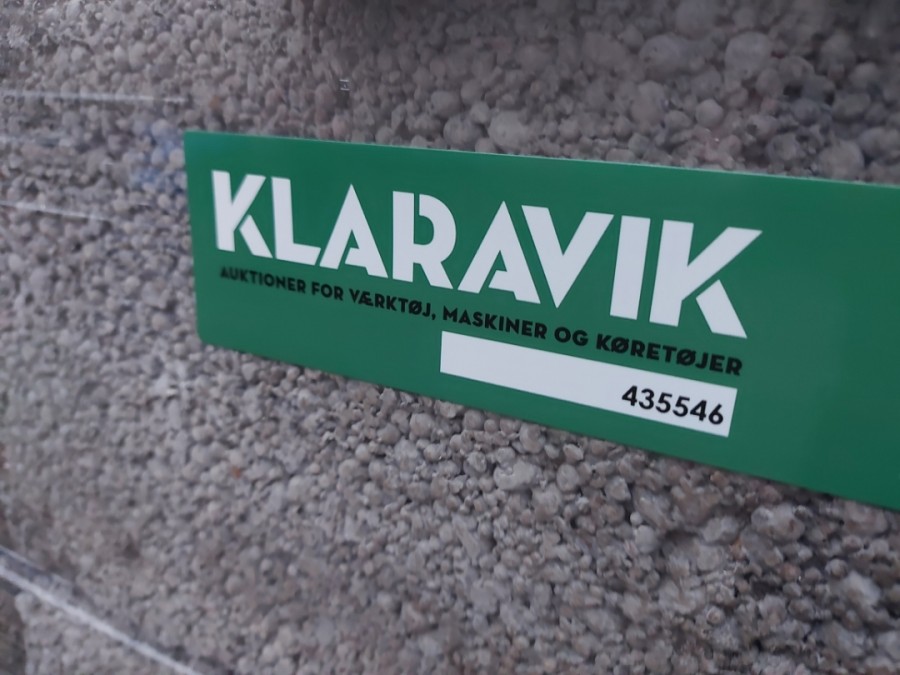 KLARAVIK
AUKTIONER FOR VÆRKTØJ, MASKINER OG KØRETØJER
435546